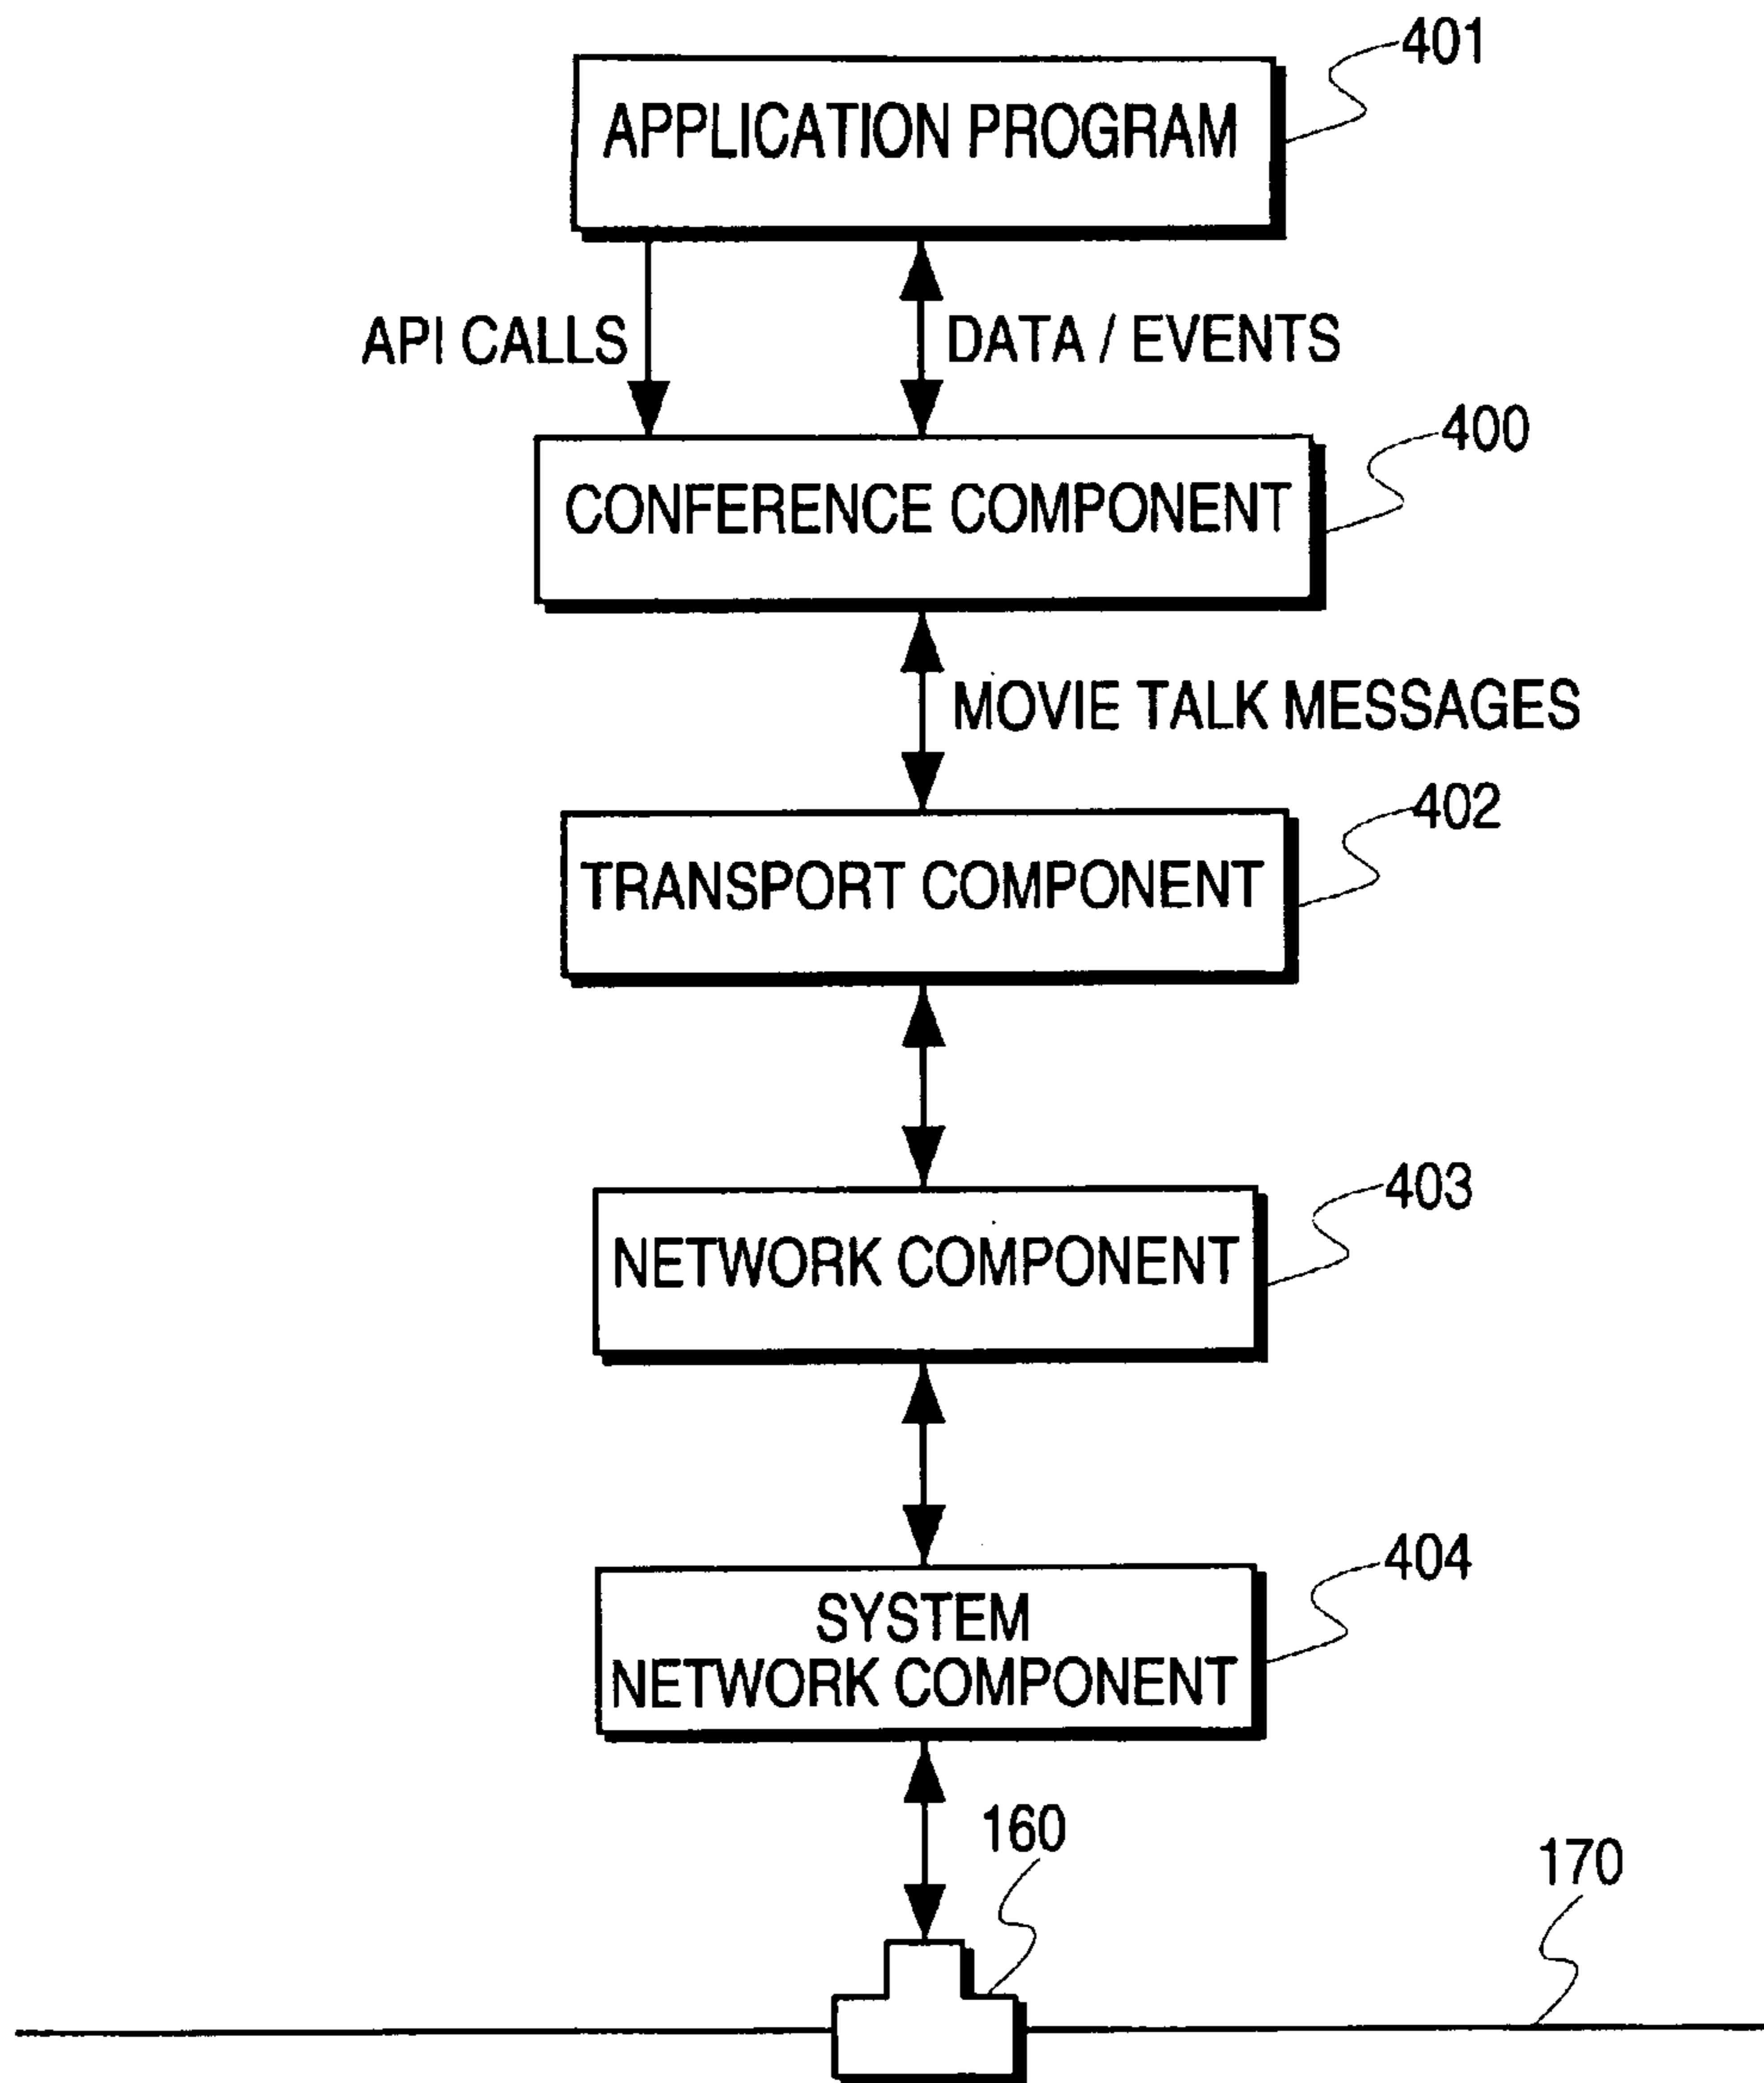 401
APPLICATION PROGRAM
API CALLS
DATA / EVENTS
400
CONFERENCE COMPONENT
MOVIE TALK MESSAGES
402
TRANSPORT COMPONENT
403
NETWORK COMPONENT
404
SYSTEM
NETWORK COMPONENT
160
170